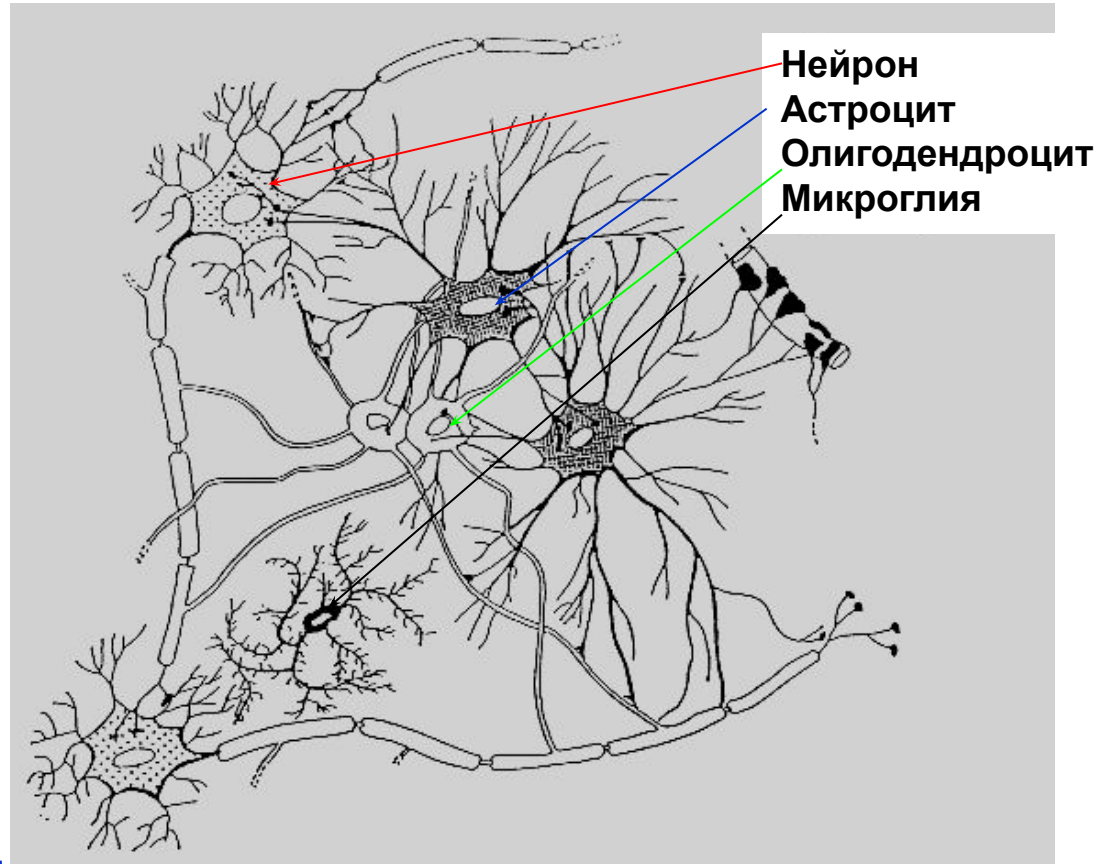 Нейрон
Астроцит
Олигодендроцит
Микроглия